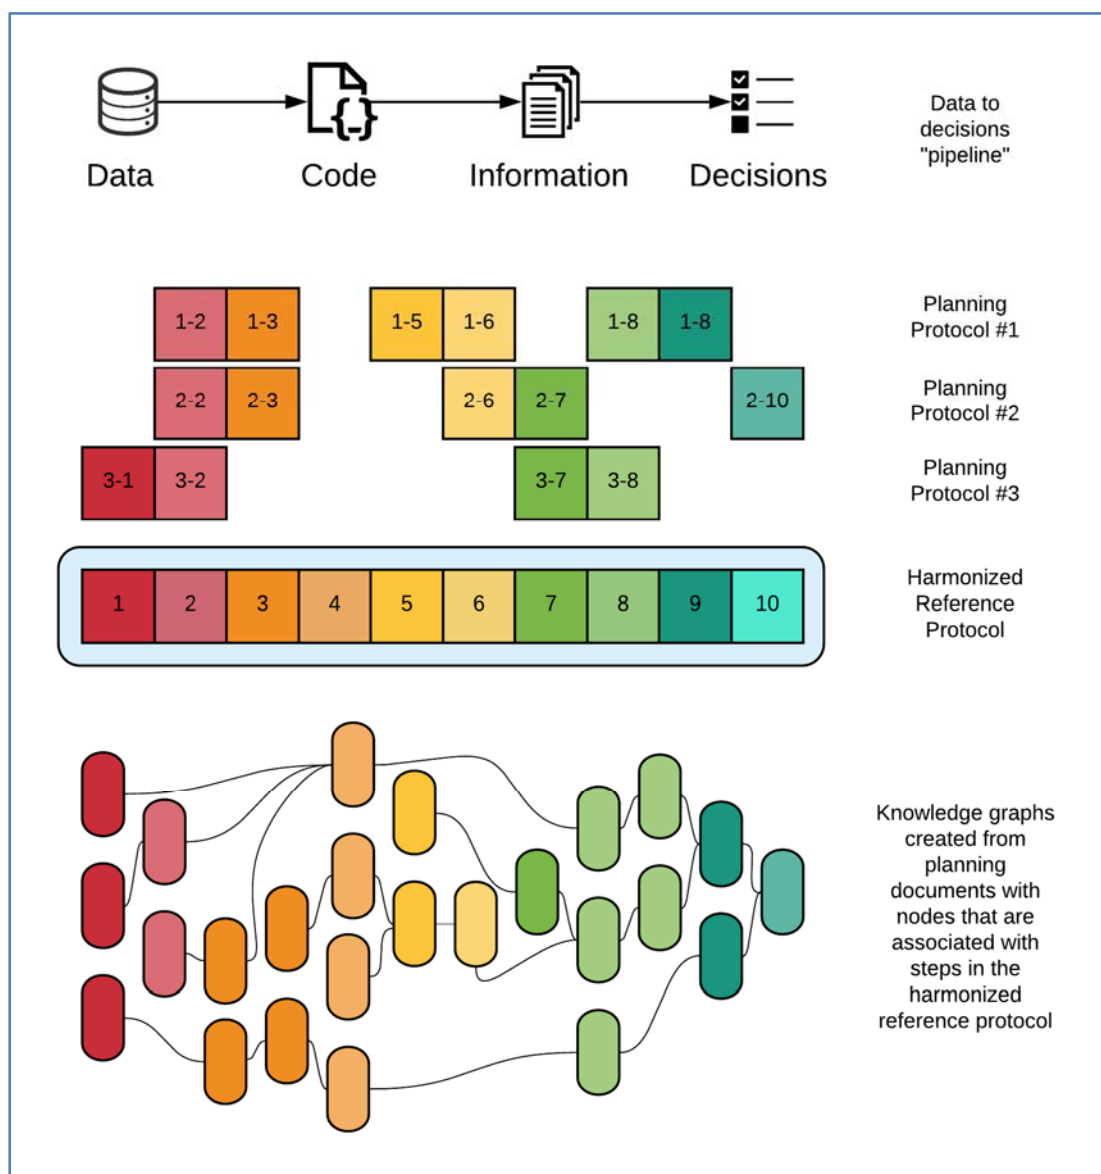 Data
Code
Information
Decisions
Data to
decisions
"pipeline"
1-2 1-3 1-5 1-6 1-8 1-8
Planning
Protocol #1
2-2 2-3 2-6 2-7 2-10
Planning
Protocol #2
3-1 3-2 3-7 3-8
Planning
Protocol #3
1 2 3 4 5 6 7 8 9 10
Harmonized
Reference
Protocol
Knowledge graphs
created from
planning
documents with
nodes that are
associated with
steps in the
harmonized
reference protocol